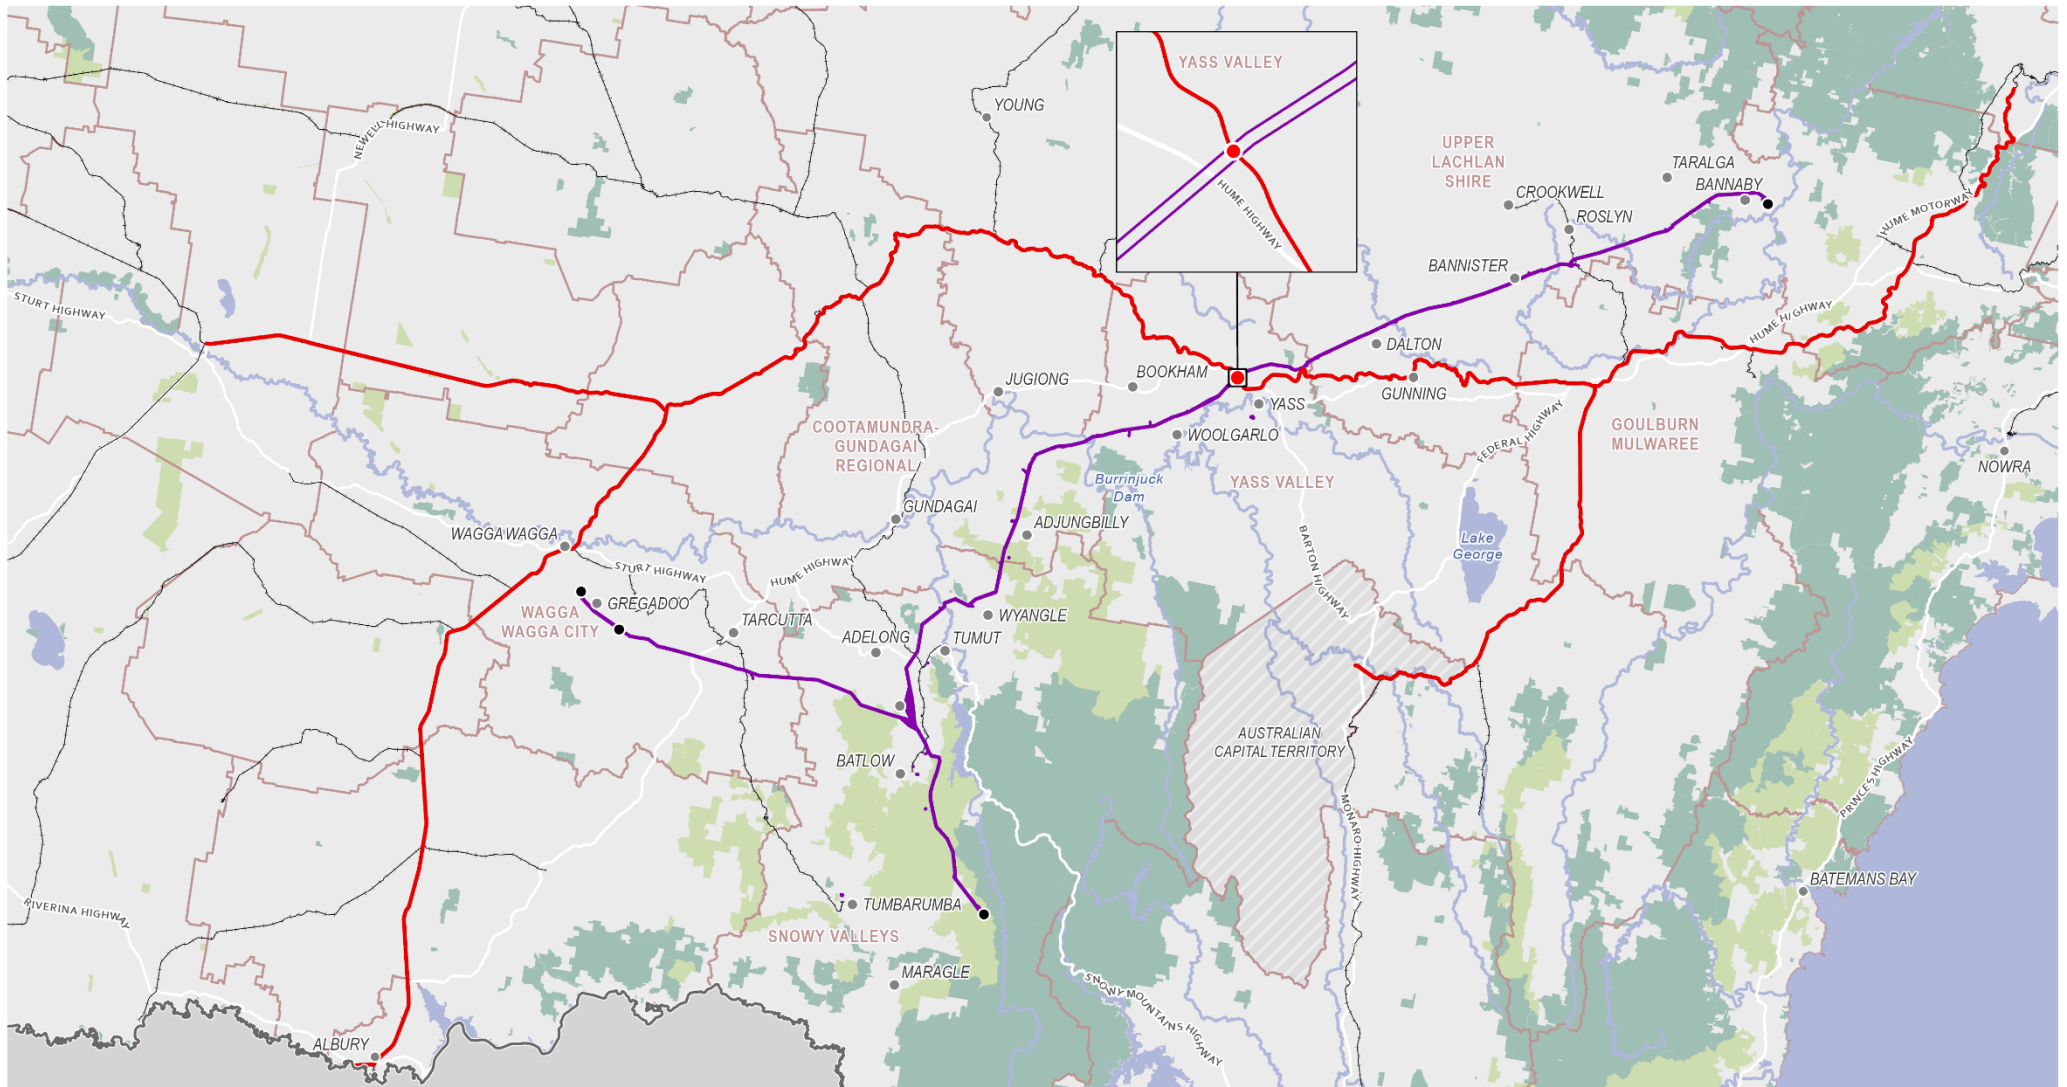 YASS VALLEY
HUME HIGHWAY
YOUNG
NEWELL HIGHWAY
UPPER
LACHLAN
SHIRE
TARALGA
BANNABY
CROOKWELL
ROSLYN
HUME MOTORWAY
BANNISTER
STURT HIGHWAY
HUME HIGHWAY
DALTON
BOOKHAM
JUGIONG
GUNNING
YASS
COOTAMUNDRA-
GUNDAGAI
REGIONAL
WOOLGARLO
FEDERAL HIGHWAY
GOULBURN
MULWAREE
NOWRA
Burrinjuck
Dam
YASS VALLEY
GUNDAGAI
ADJUNGBILLY
WAGGA WAGGA
BARTON HIGHWAY
Lake
George
STURT HIGHWAY
HUME HIGHWAY
GREGADOO
WAGGA
WAGGA CITY
TARCUTTA
WYANGLE
ADELONG
TUMUT
AUSTRALIAN
CAPITAL TERRITORY
BATLOW
PRINCES HIGHWAY
MONARO HIGHWAY
BATEMANS BAY
RIVERINA HIGHWAY
TUMBARUMBA
SNOWY VALLEYS
MARAGLE
SNOWY MOUNTAINS HIGHWAY
ALBURY